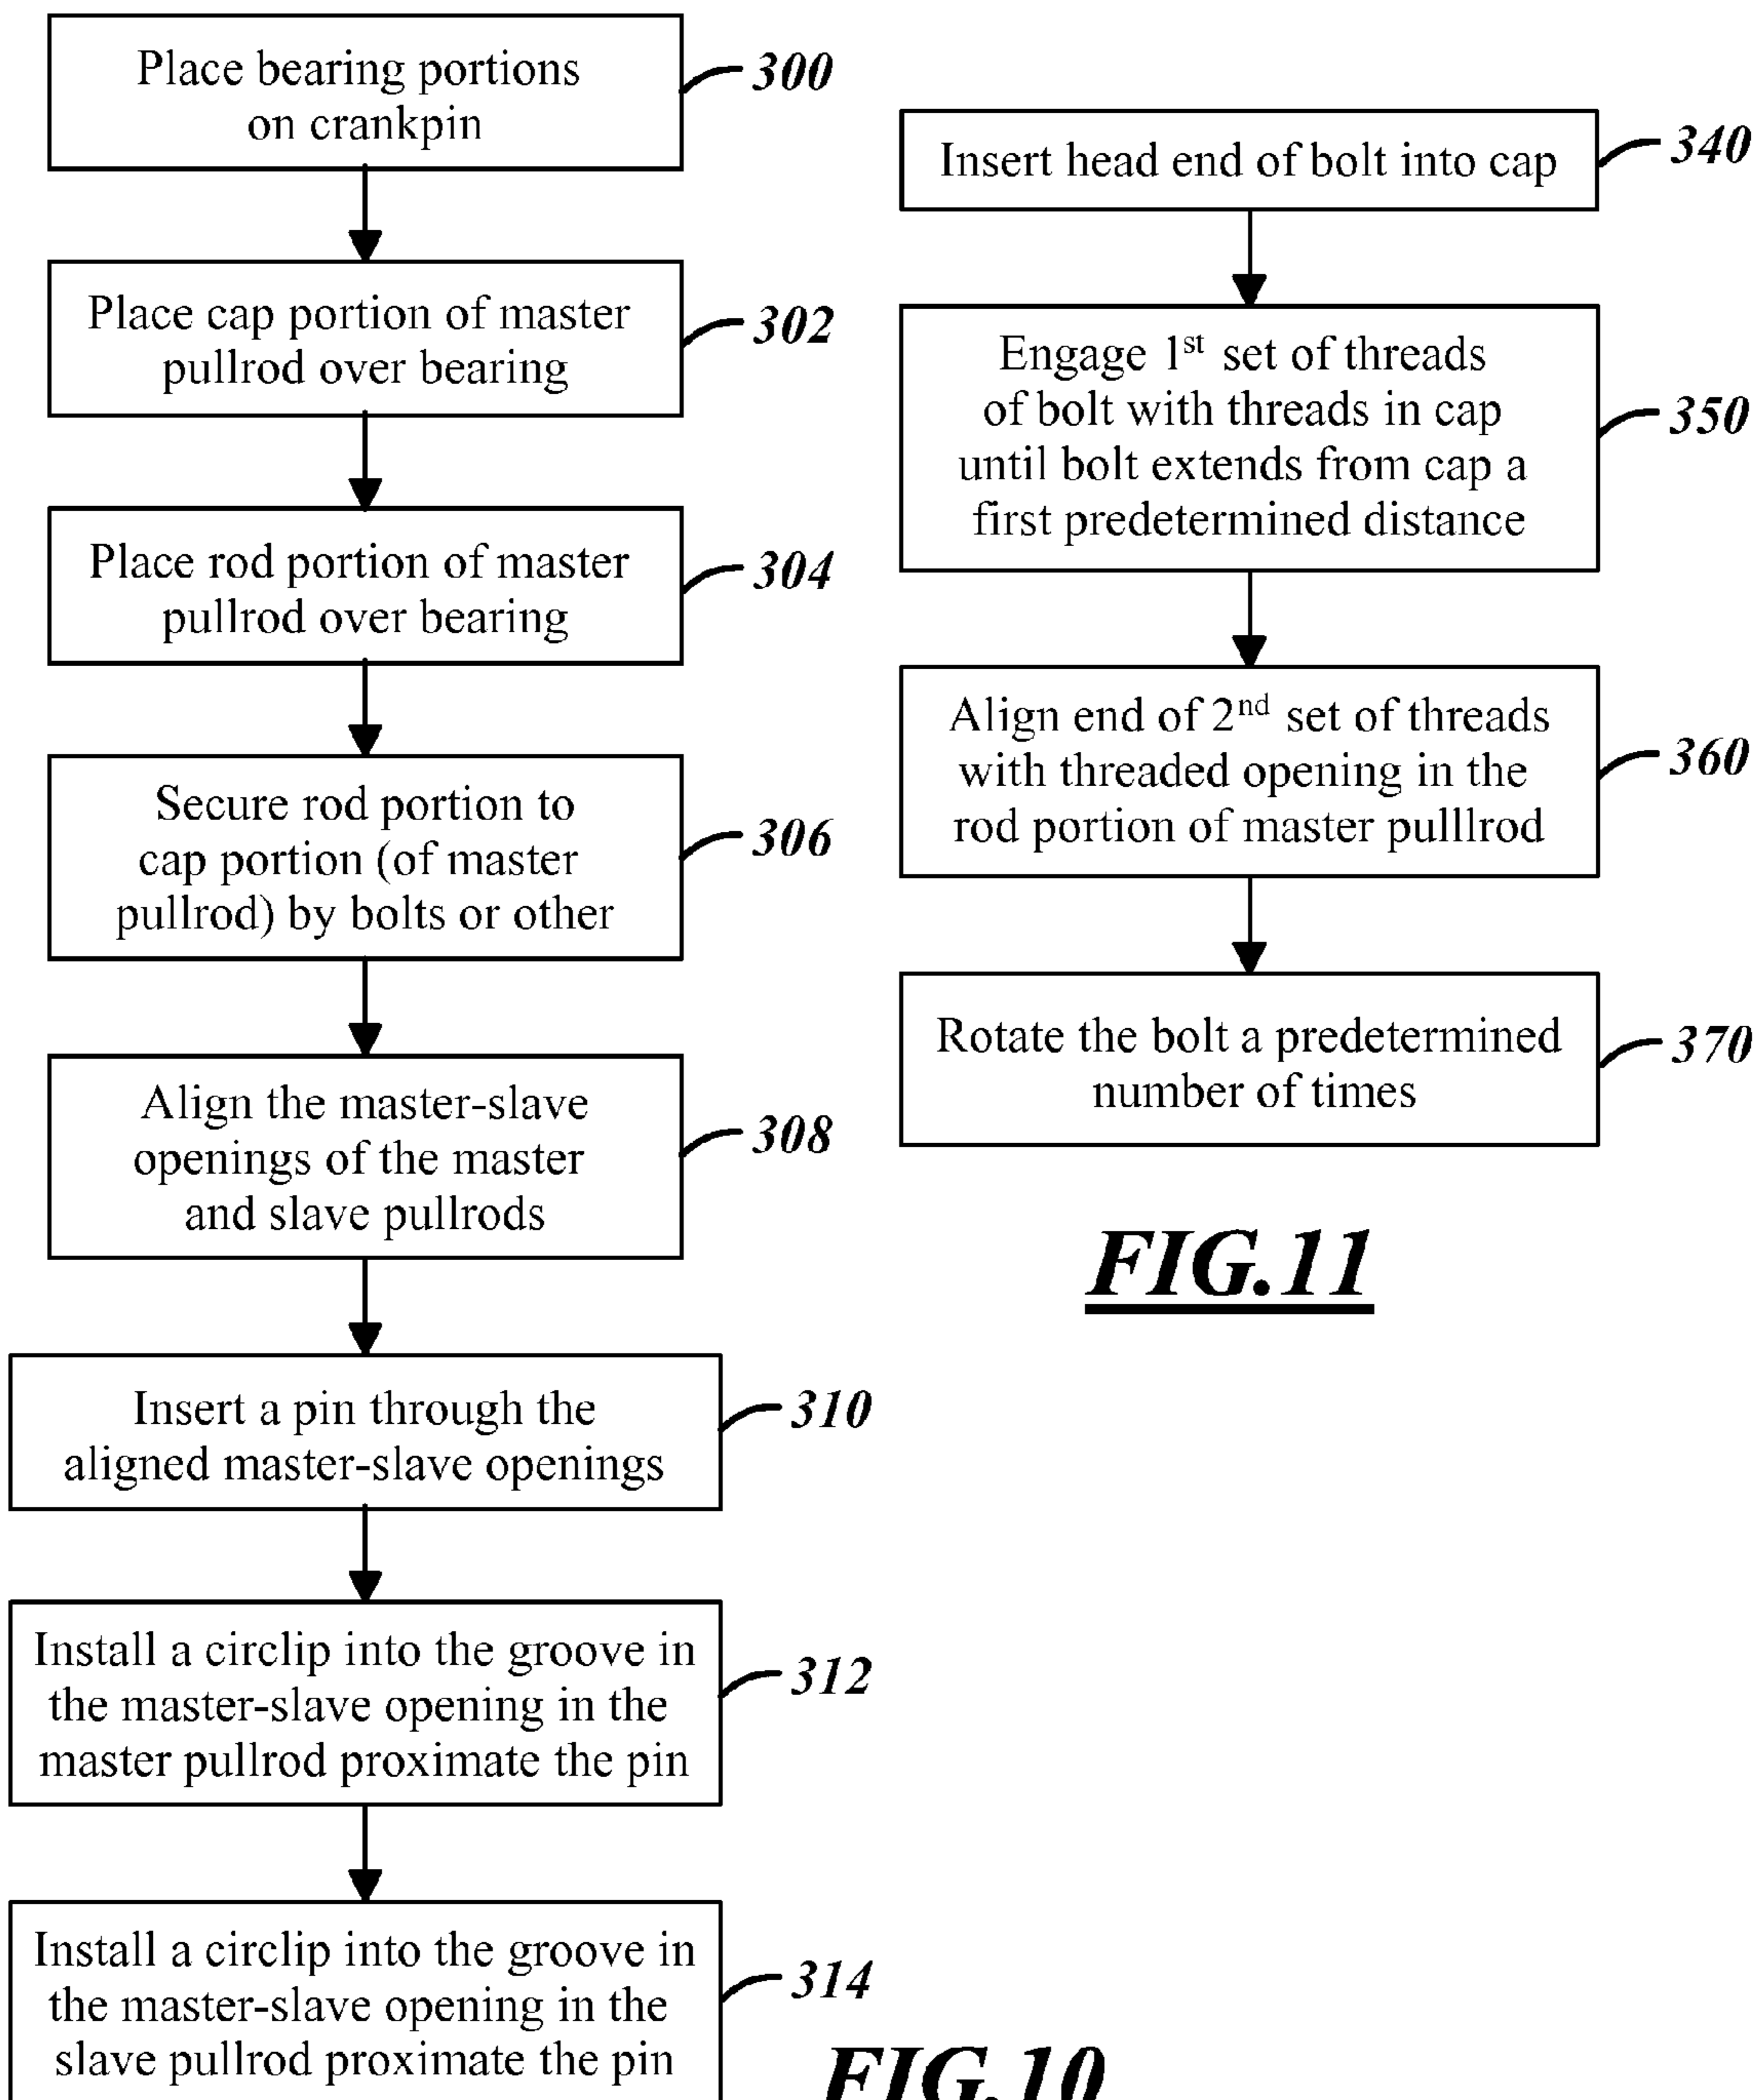 Place bearing portions
on crankpin
300
Place cap portion of master
pullrod over bearing
302
Place rod portion of master
pullrod over bearing
304
Secure rod portion to
cap portion (of master
pullrod) by bolts or other
306
Align the master-slave
openings of the master
and slave pullrods
308
Insert a pin through the
aligned master-slave openings
310
Install a circlip into the groove in
the master-slave opening in the
master pullrod proximate the pin
312
Install a circlip into the groove in
the master-slave opening in the
slave pullrod proximate the pin
314
FIG.10
Insert head end of bolt into cap
340
Engage 1st set of threads
of bolt with threads in cap
until bolt extends from cap a
first predetermined distance
350
Align end of 2nd set of threads
with threaded opening in the
rod portion of master pulllrod
360
Rotate the bolt a predetermined
number of times
370
FIG.11